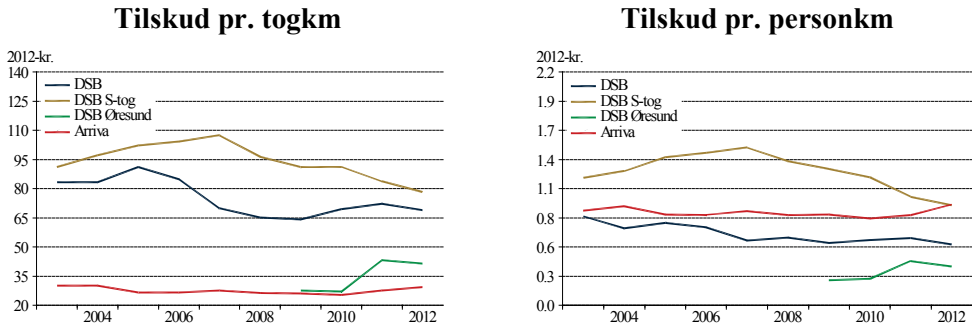 Tilskud pr. togkm
2012-kr.
140
125
110
95
80
65
50
35
20
DSB
DSB S-tog
DSB Øresund
Arriva
2004 2006 2008 2010 2012
Tilskud pr. personkm
2012-kr.
2.2
1.9
1.7
1.4
1.1
0.8
0.6
0.3
0.0
DSB
DSB S-tog
DSB Øresund
Arriva
2004 2006 2008 2010 2012